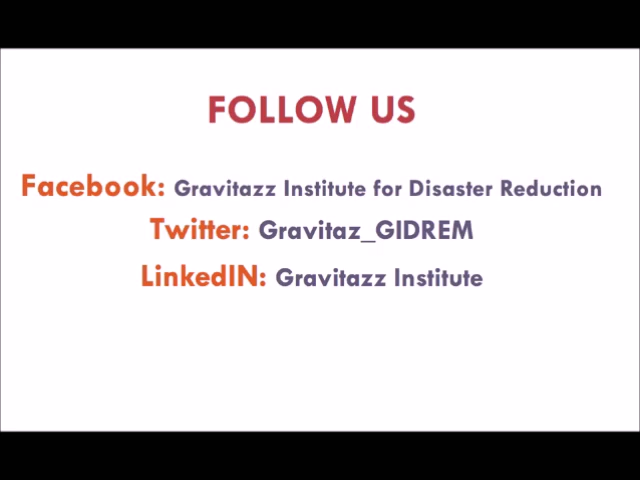 FOLLOW US
Facebook: Gravitazz Institute for Disaster Reduction
Twitter: Gravitaz_GIDREM
LinkedIN: Gravitazz Institute